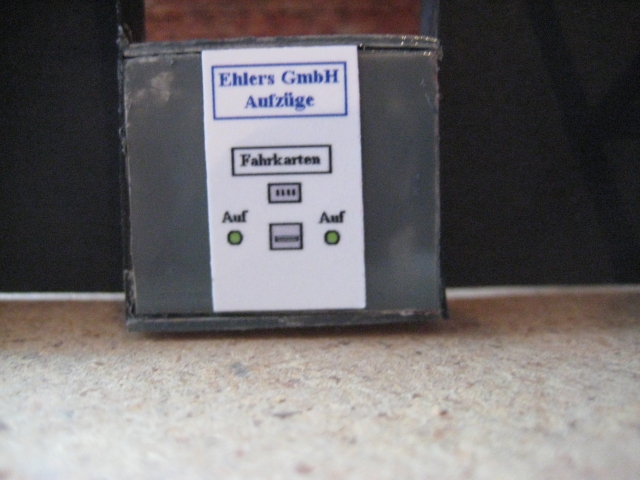 Ehlers GmbH
Aufzüge
Fahrkarten
Auf Auf